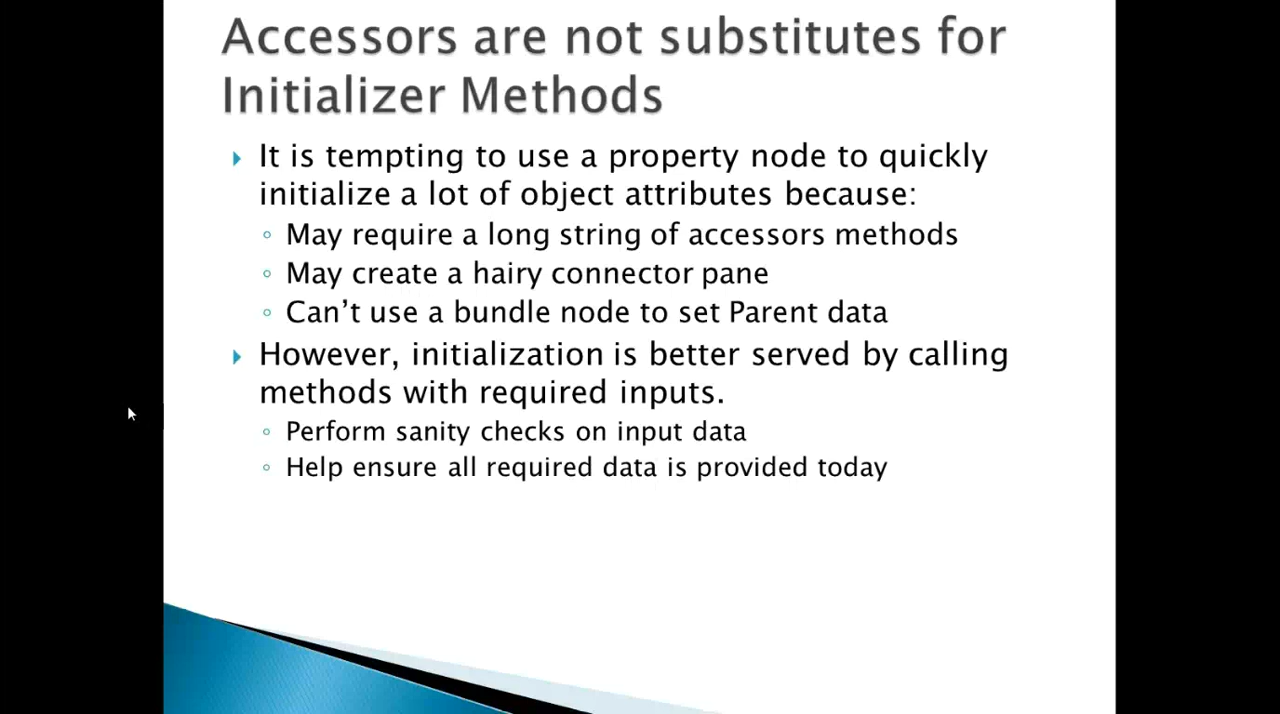 Accessors are not substitutes for
Initializer Methods
It is tempting to use a property node to quickly
initialize a lot of object attributes because:
May require a long string of accessors methods
May create a hairy connector pane
Can't use a bundle node to set Parent data
However, initialization is better served by calling
methods with required inputs.
Perform sanity checks on input data
Help ensure all required data is provided today